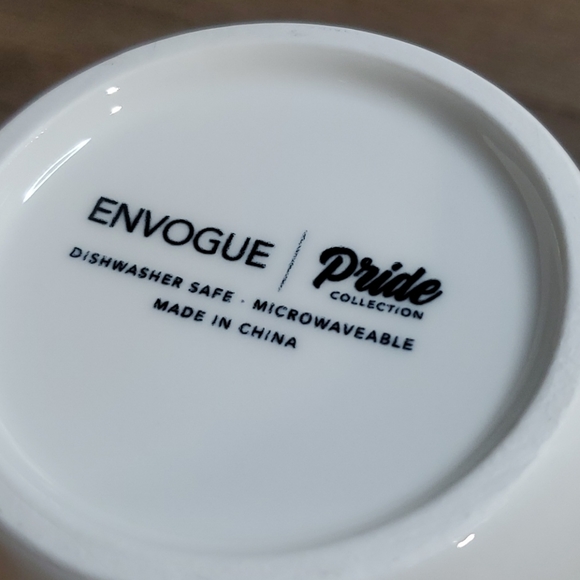 ENVOGUE | Pride
COLLECTION
DISHWASHER SAFE · MICROWAVEABLE
MADE IN CHINA